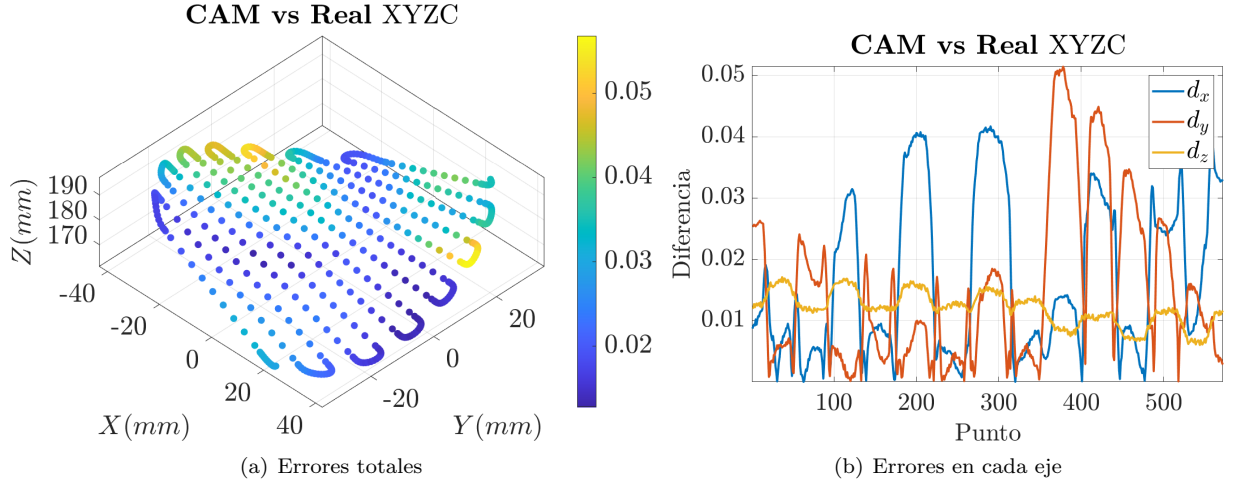 CAM vs Real XYZC
0.05
0.04
0.03
0.02
190
180
170
Z(mm)
-40
-20
0
20
40
X(mm)
-20
0
20
Y(mm)
(a) Errores totales
CAM vs Real XYZC
0.05
0.04
0.03
0.02
0.01
Diferencia
d_x
d_y
d_z
100
200
300
400
500
Punto
(b) Errores en cada eje